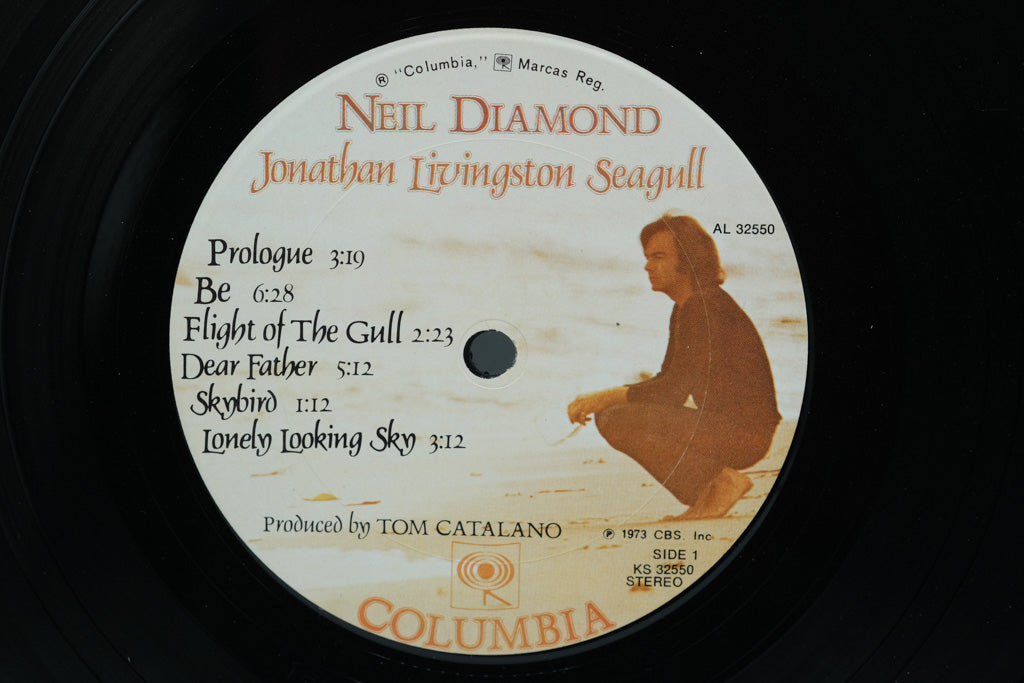 ® "Columbia," Marcas Reg.
NEIL DIAMOND
Jonathan Livingston Seagull
AL 32550
Prologue 3:19
Be 6:28
Flight of The Gull 2:23
Dear Father 5:12
Skybird 1:12
Lonely Looking Sky 3:12
Produced by TOM CATALANO
℗ 1973 CBS. Inc
SIDE 1
KS 32550
STEREO
COLUMBIA